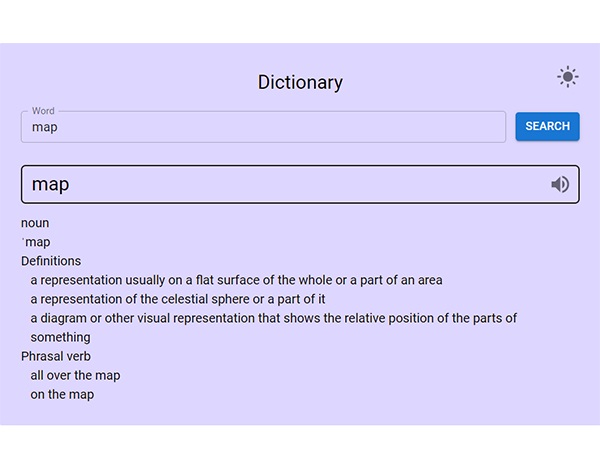 Dictionary
Word
map
SEARCH
map
noun
ˈmap
Definitions
a representation usually on a flat surface of the whole or a part of an area
a representation of the celestial sphere or a part of it
a diagram or other visual representation that shows the relative position of the parts of
something
Phrasal verb
all over the map
on the map